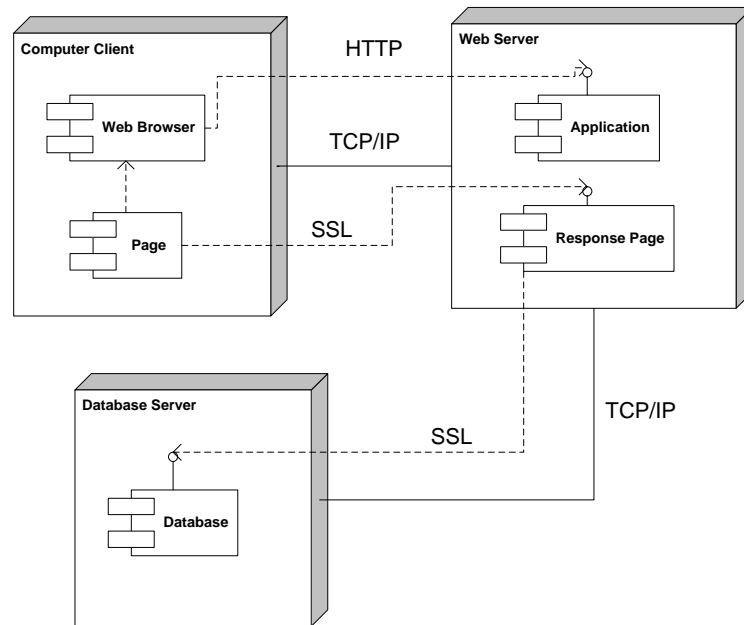 Computer Client
Web Server
HTTP
Web Browser
Application
TCP/IP
Page
SSL
Response Page
Database Server
TCP/IP
SSL
Database